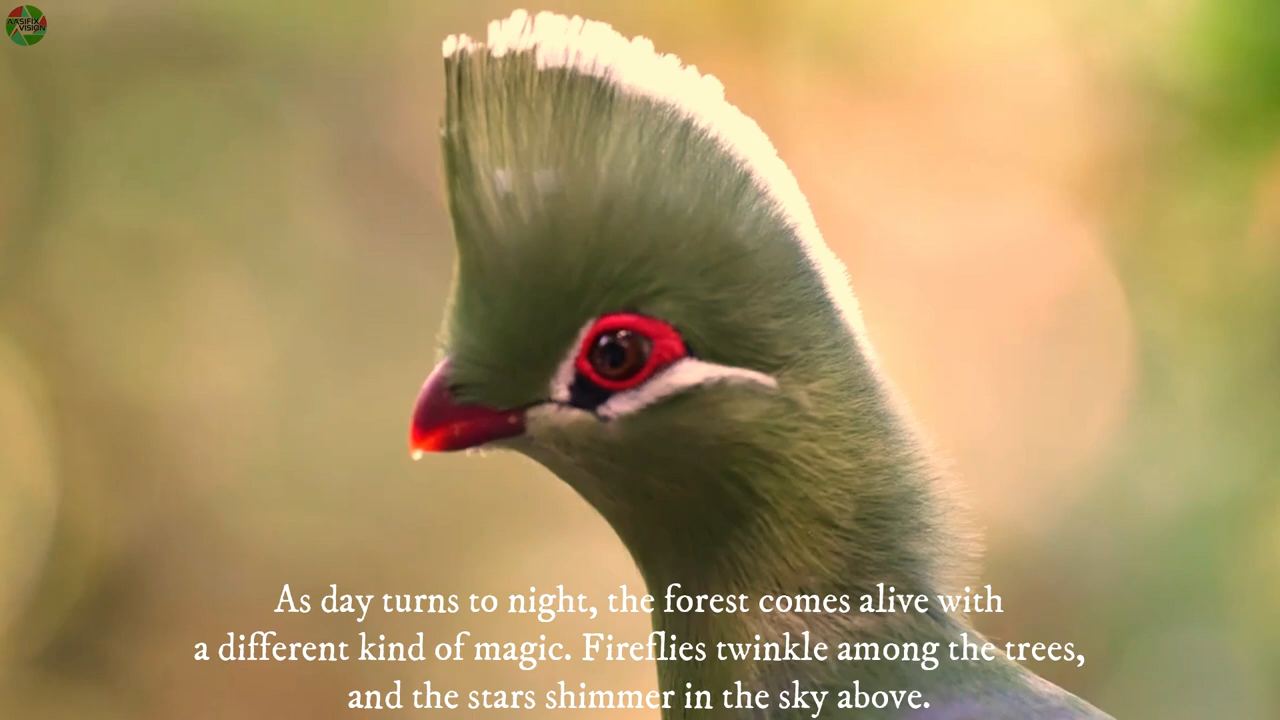 AASIFIX
VISION
As day turns to night, the forest comes alive with
a different kind of magic. Fireflies twinkle among the trees,
and the stars shimmer in the sky above.